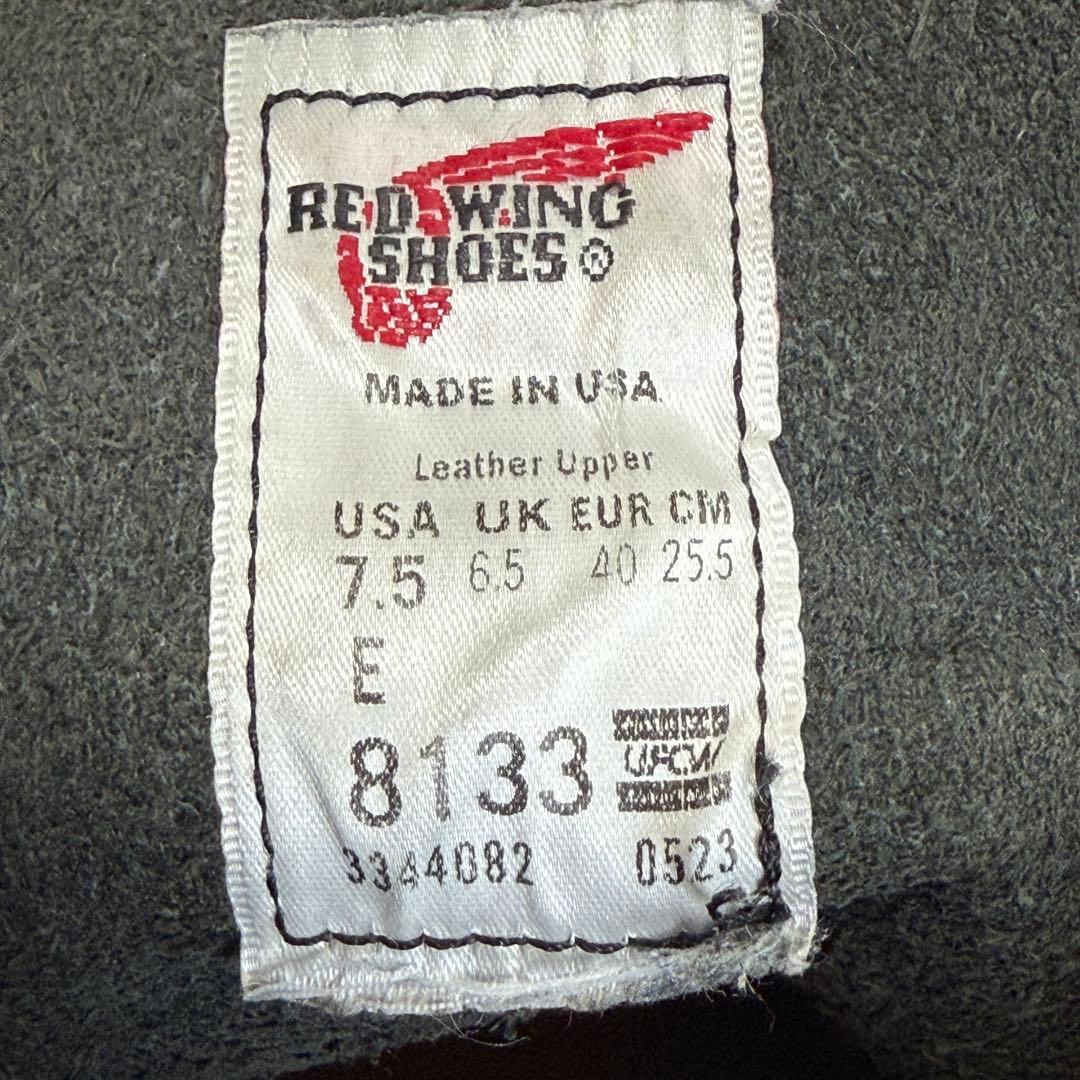 RED WING
SHOES ®
MADE IN USA
Leather Upper
USA UK EUR CM
7.5 6.5 40 25.5
E
8133
UFCW
3344082 0523